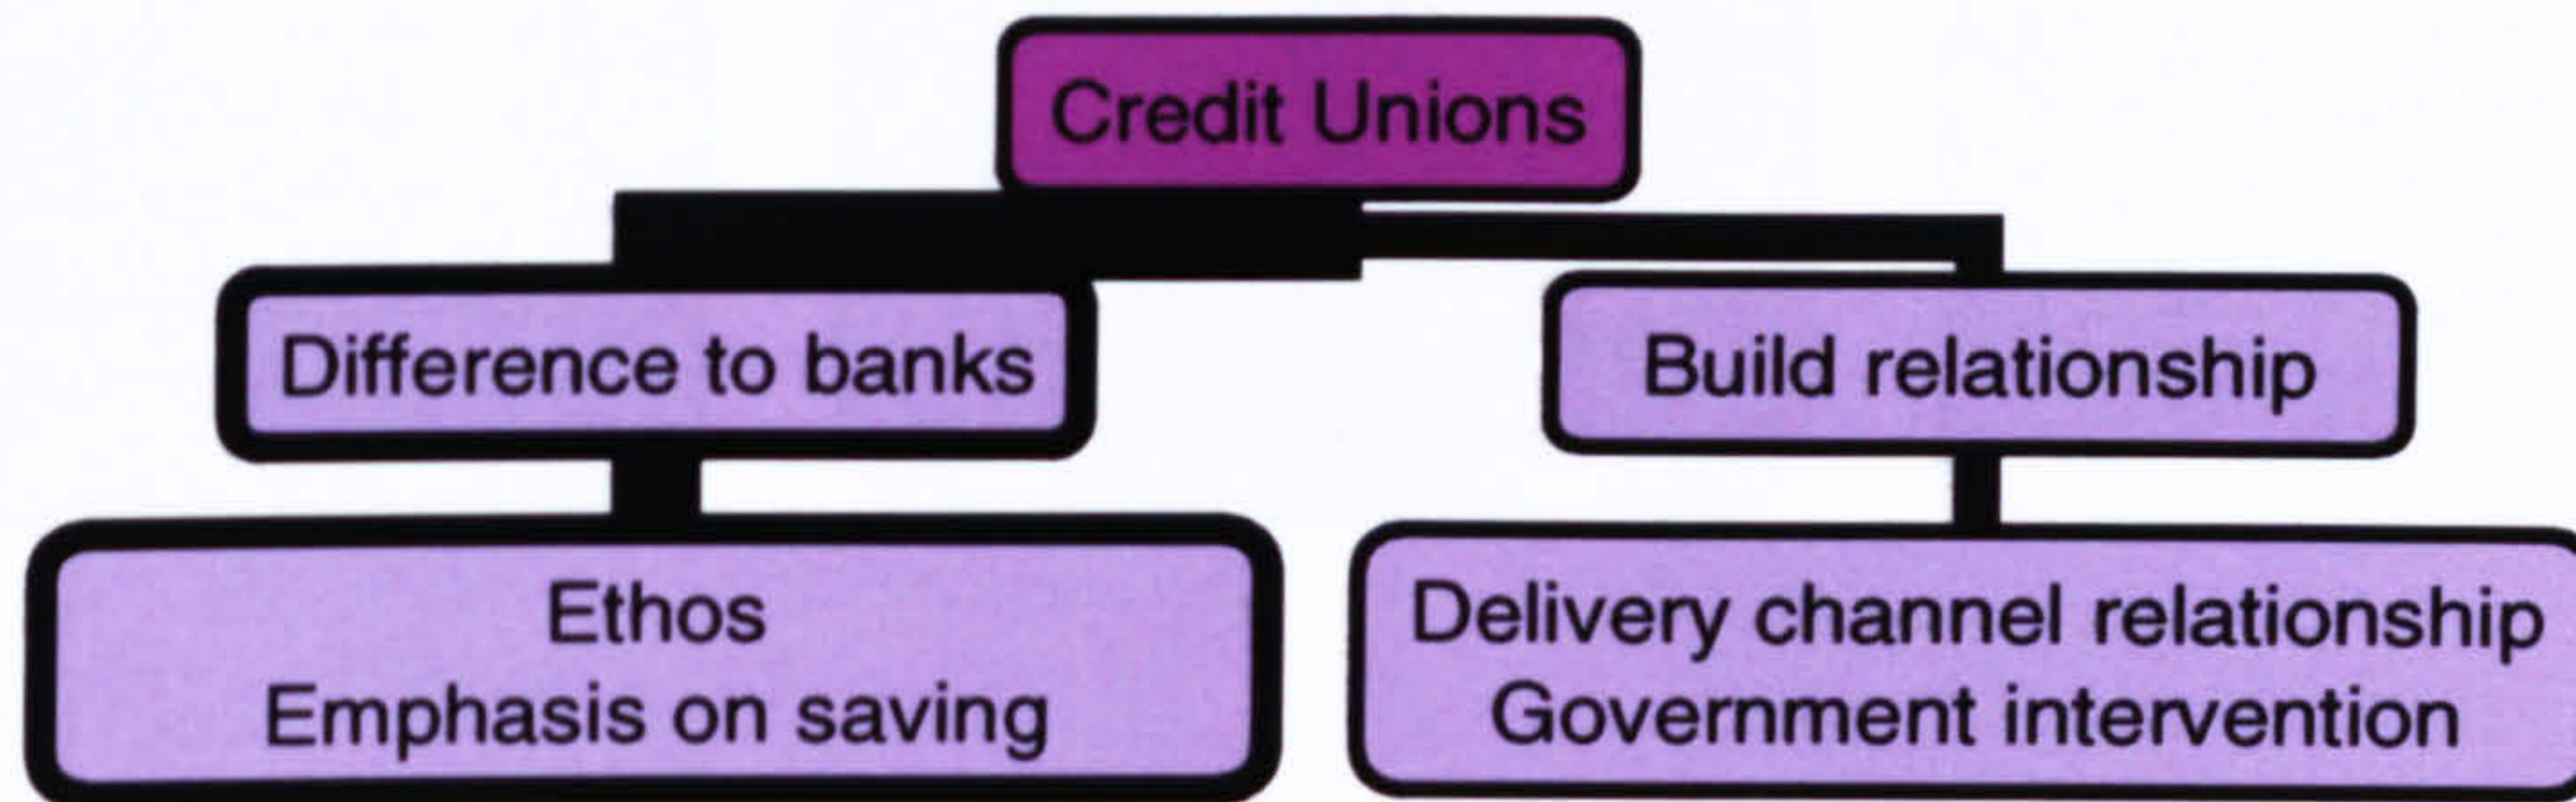 Credit Unions
Difference to banks
Build relationship
Ethos
Emphasis on saving
Delivery channel relationship
Government intervention